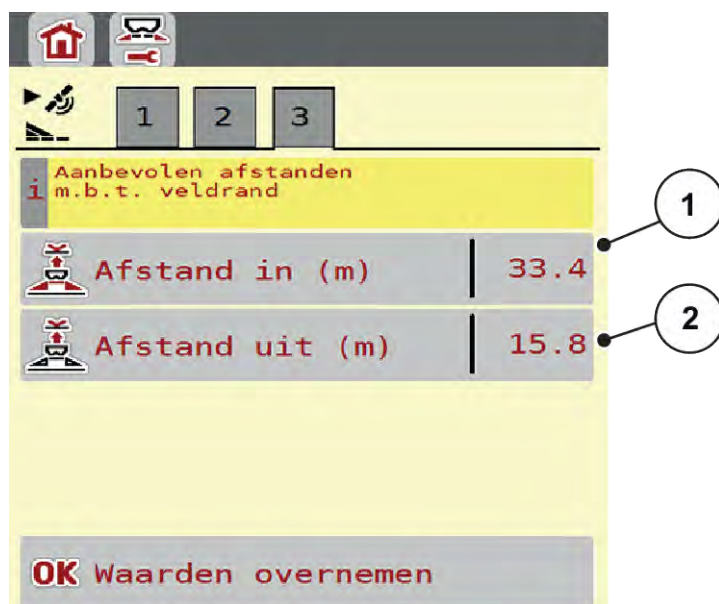 1 2 3
i Aanbevolen afstanden
m.b.t. veldrand
Afstand in (m) 33.4
1
Afstand uit (m) 15.8
2
OK Waarden overnemen